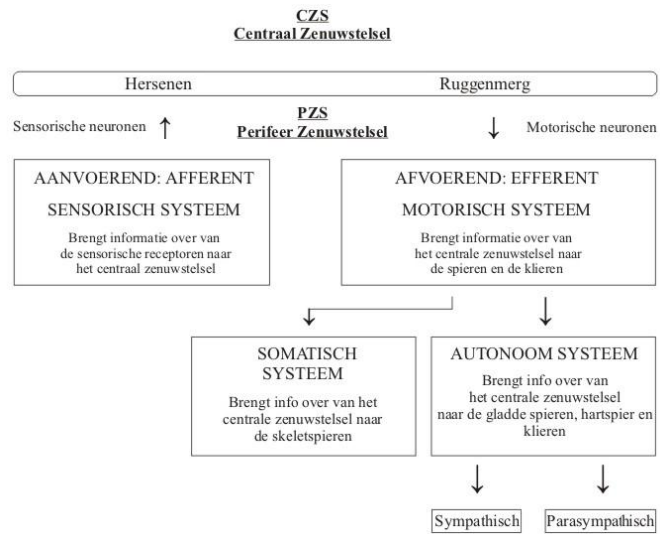 CZS
Centraal Zenuwstelsel
Hersenen
Ruggenmerg
PZS
Perifeer Zenuwstelsel
Sensorische neuronen
Motorische neuronen
AANVOEREND: AFFERENT
SENSORISCH SYSTEEM
Brengt informatie over van
de sensorische receptoren naar
het centraal zenuwstelsel
AFVOEREND: EFFERENT
MOTORISCH SYSTEEM
Brengt informatie over van
het centrale zenuwstelsel naar
de spieren en de klieren
SOMATISCH
SYSTEEM
Brengt info over van het
centrale zenuwstelsel naar
de skeletspieren
AUTONOOM SYSTEEM
Brengt info over van
het centrale zenuwstelsel
naar de gladde spieren, hartspier en
klieren
Sympathisch
Parasympathisch